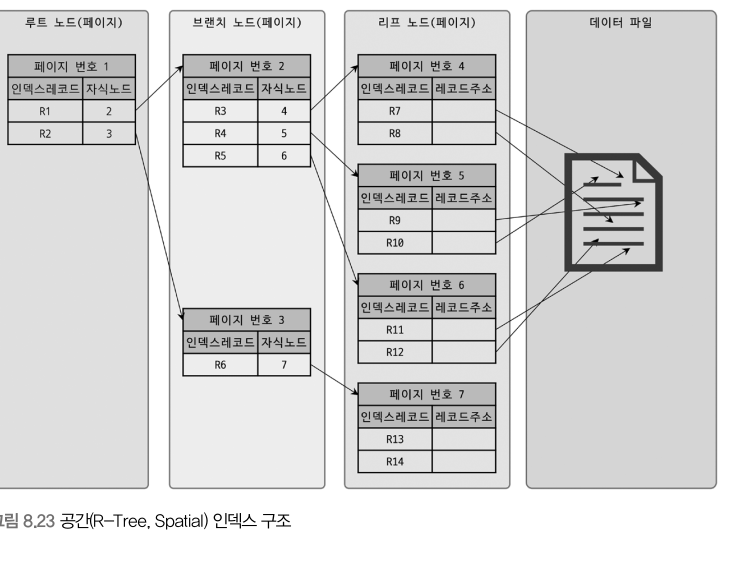 루트 노드(페이지)
페이지 번호 1
인덱스레코드 자식노드
R1 2
R2 3
브랜치 노드(페이지)
페이지 번호 2
인덱스레코드 자식노드
R3 4
R4 5
R5 6
페이지 번호 3
인덱스레코드 자식노드
R6 7
리프 노드(페이지)
페이지 번호 4
인덱스레코드 레코드주소
R7
R8
페이지 번호 5
인덱스레코드 레코드주소
R9
R10
페이지 번호 6
인덱스레코드 레코드주소
R11
R12
페이지 번호 7
인덱스레코드 레코드주소
R13
R14
데이터 파일
림 8.23 공간(R-Tree, Spatial) 인덱스 구조